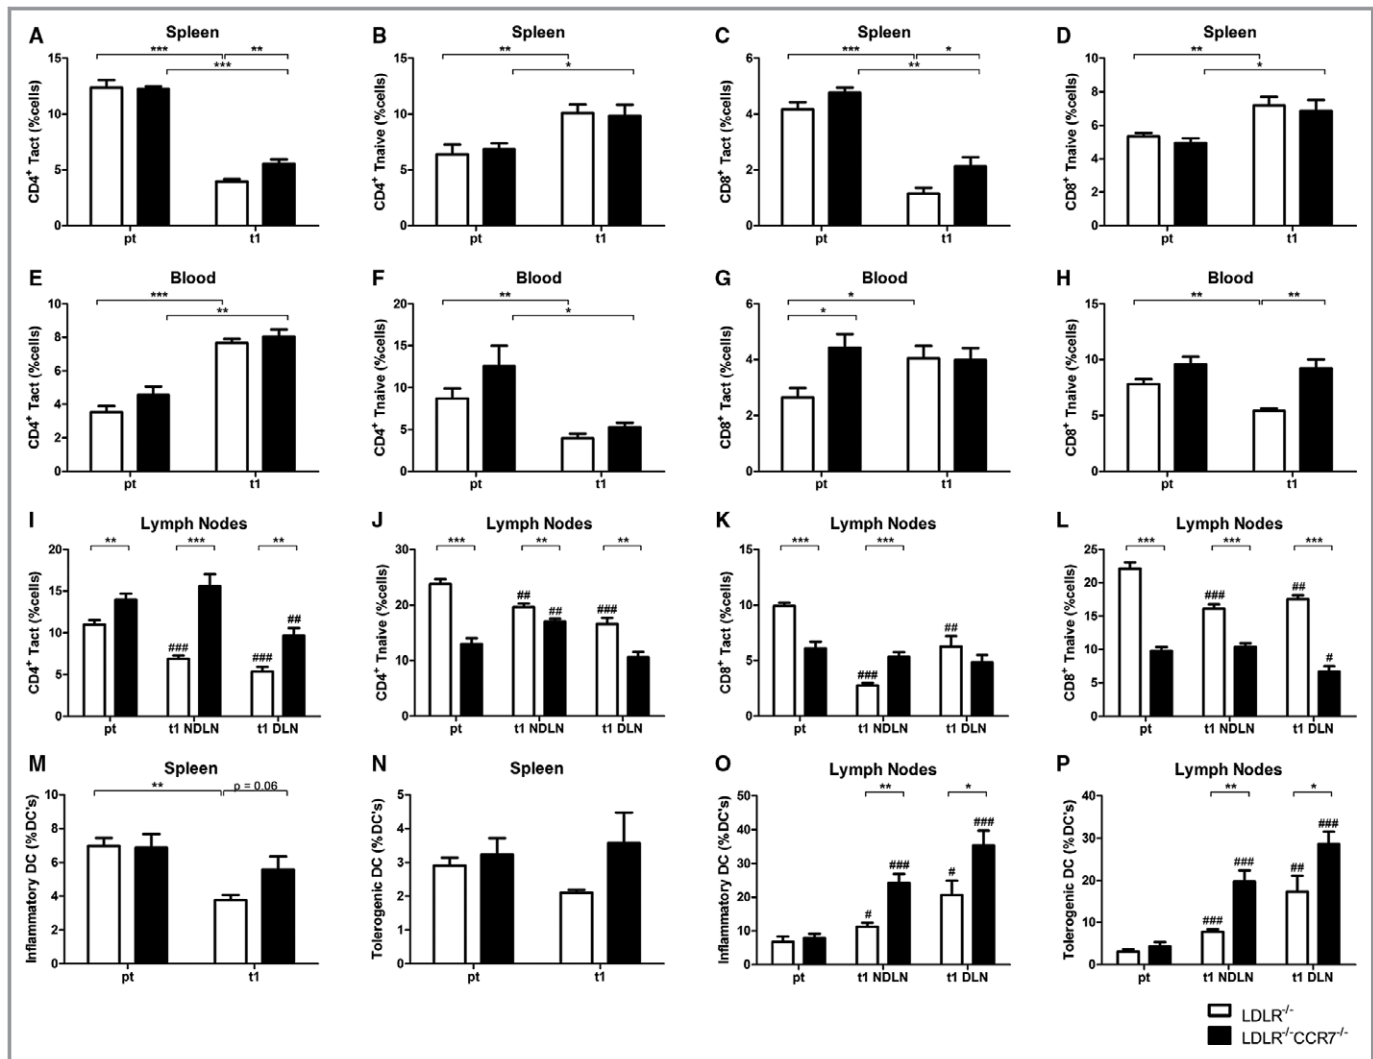 A Spleen
*** **
***
CD4+ Tact (%cells)
15
10
5
0
pt t1
B Spleen
**
*
CD4+ Tnaive (%cells)
15
10
5
0
pt t1
C Spleen
*** *
**
CD8+ Tact (%cells)
6
4
2
0
pt t1
D Spleen
**
*
CD8+ Tnaive (%cells)
10
8
6
4
2
0
pt t1
E Blood
***
**
CD4+ Tact (%cells)
10
8
6
4
2
0
pt t1
F Blood
**
*
CD4+ Tnaive (%cells)
20
15
10
5
0
pt t1
G Blood
*
*
CD8+ Tact (%cells)
6
4
2
0
pt t1
H Blood
** **
CD8+ Tnaive (%cells)
15
10
5
0
pt t1
I Lymph Nodes
** *** **
##
### ###
CD4+ Tact (%cells)
20
15
10
5
0
pt t1 NDLN t1 DLN
J Lymph Nodes
*** ** **
## ## ###
CD4+ Tnaive (%cells)
30
20
10
0
pt t1 NDLN t1 DLN
K Lymph Nodes
*** ***
##
###
CD8+ Tact (%cells)
15
10
5
0
pt t1 NDLN t1 DLN
L Lymph Nodes
*** *** ***
### ##
#
CD8+ Tnaive (%cells)
25
20
15
10
5
0
pt t1 NDLN t1 DLN
M Spleen
** p = 0.06
Inflammatory DC (%DC's)
10
8
6
4
2
0
pt t1
N Spleen
Tolerogenic DC (%DC's)
5
4
3
2
1
0
pt t1
O Lymph Nodes
** *
###
### #
#
Inflammatory DC (%DC's)
50
40
30
20
10
0
pt t1 NDLN t1 DLN
P Lymph Nodes
** *
###
### ##
###
Tolerogenic DC (%DC's)
40
30
20
10
0
pt t1 NDLN t1 DLN
LDLR-/-
LDLR-/-CCR7-/-